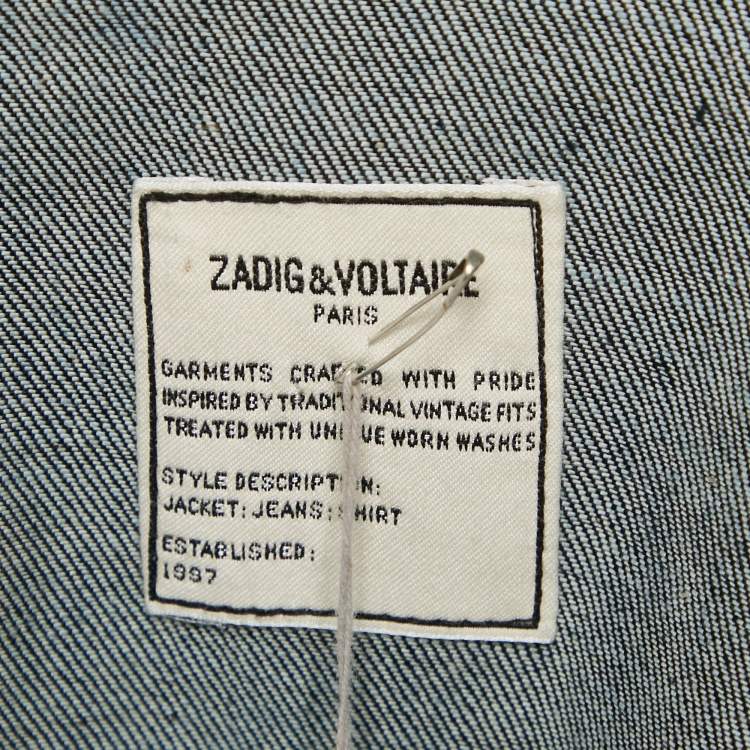 ZADIG&VOLTAIRE
PARIS
GARMENTS CRAFTED WITH PRIDE
INSPIRED BY TRADITIONAL VINTAGE FITS
TREATED WITH UNIQUE WORN WASHES
STYLE DESCRIPTION:
JACKET: JEANS: SHIRT
ESTABLISHED:
1997